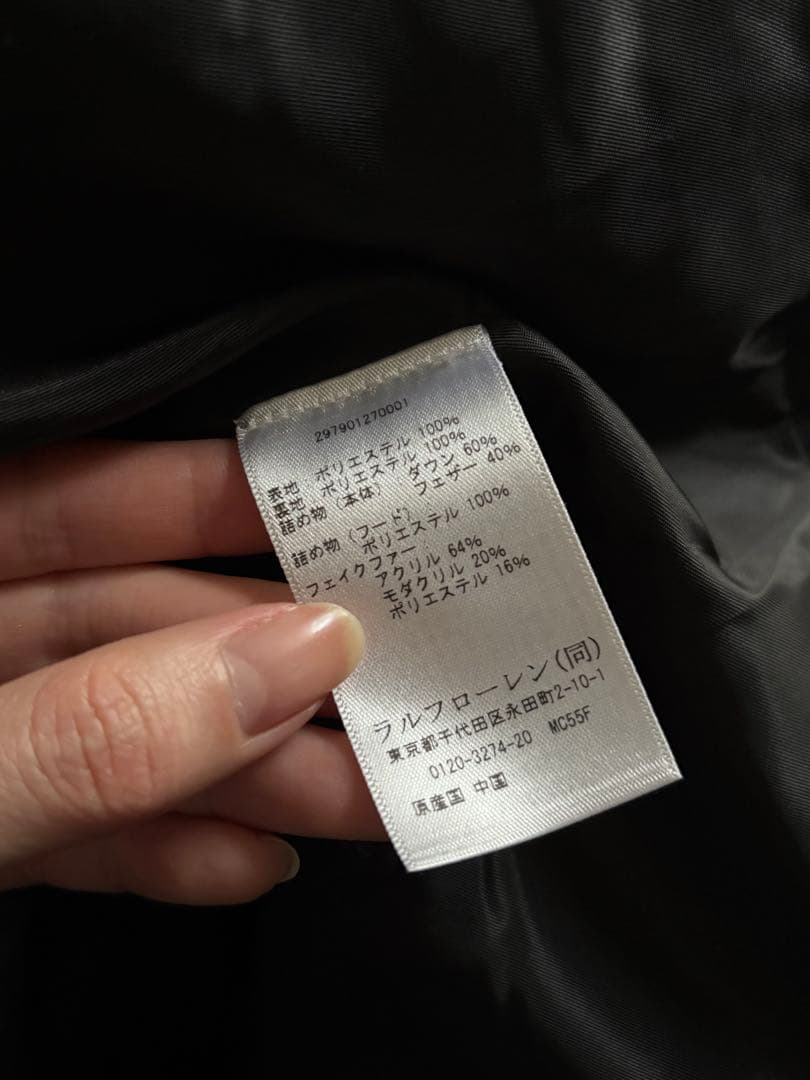 297901270001
表地 ポリエステル 100%
裏地 ポリエステル 100%
詰め物 (本体) ダウン 60%
フェザー 40%
詰め物 (フード)
ポリエステル 100%
フェイクファー
アクリル 64%
モダクリル 20%
ポリエステル 16%
ラルフローレン(同)
東京都千代田区永田町2-10-1
0120-3274-20 MC55F
原産国 中国